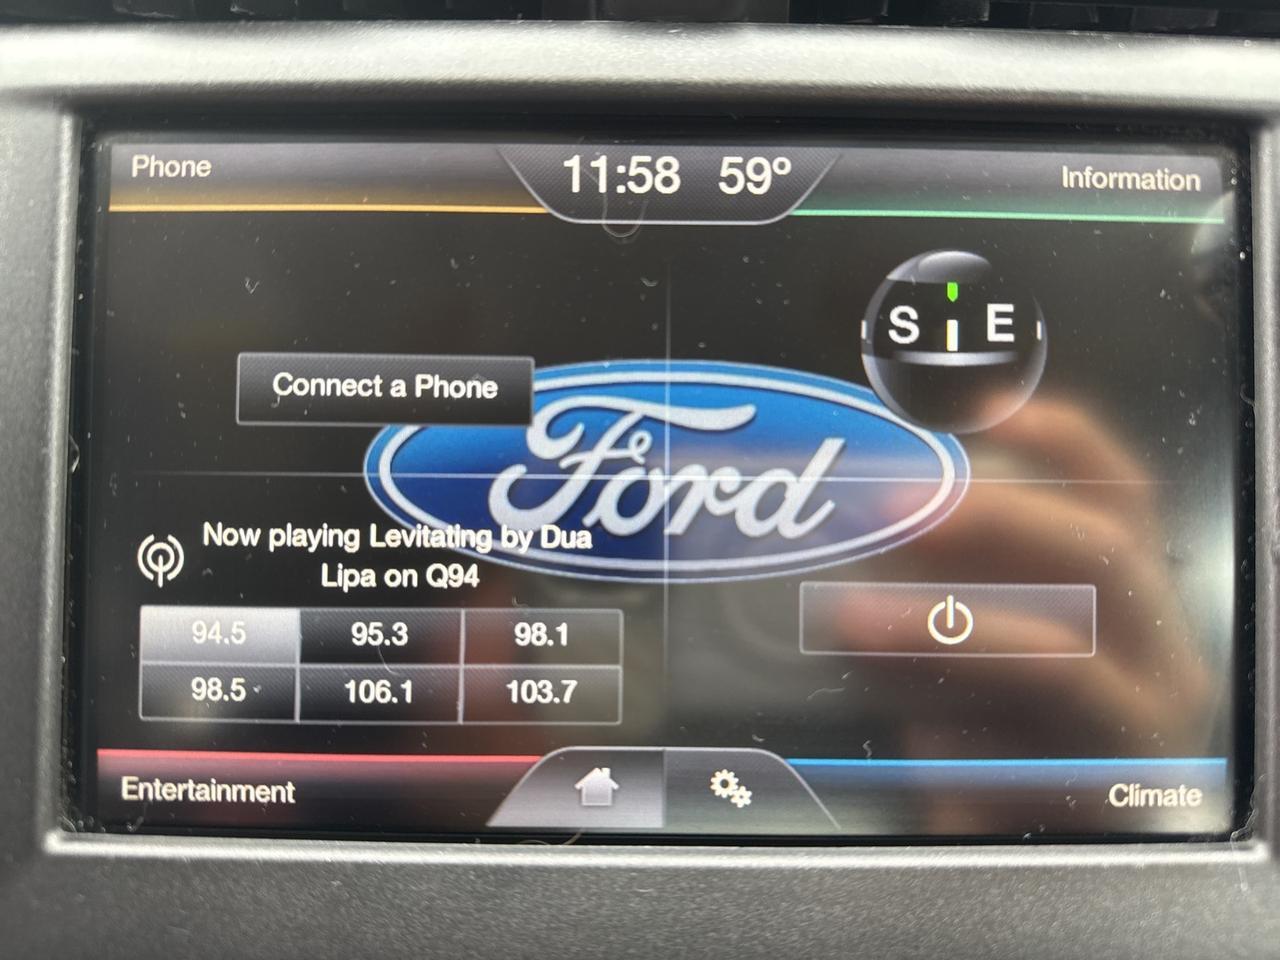 Phone
11:58 59°
Information
S E
Connect a Phone
Ford
Now playing Levitating by Dua
Lipa on Q94
94.5 95.3 98.1
98.5 106.1 103.7
Entertainment
Climate